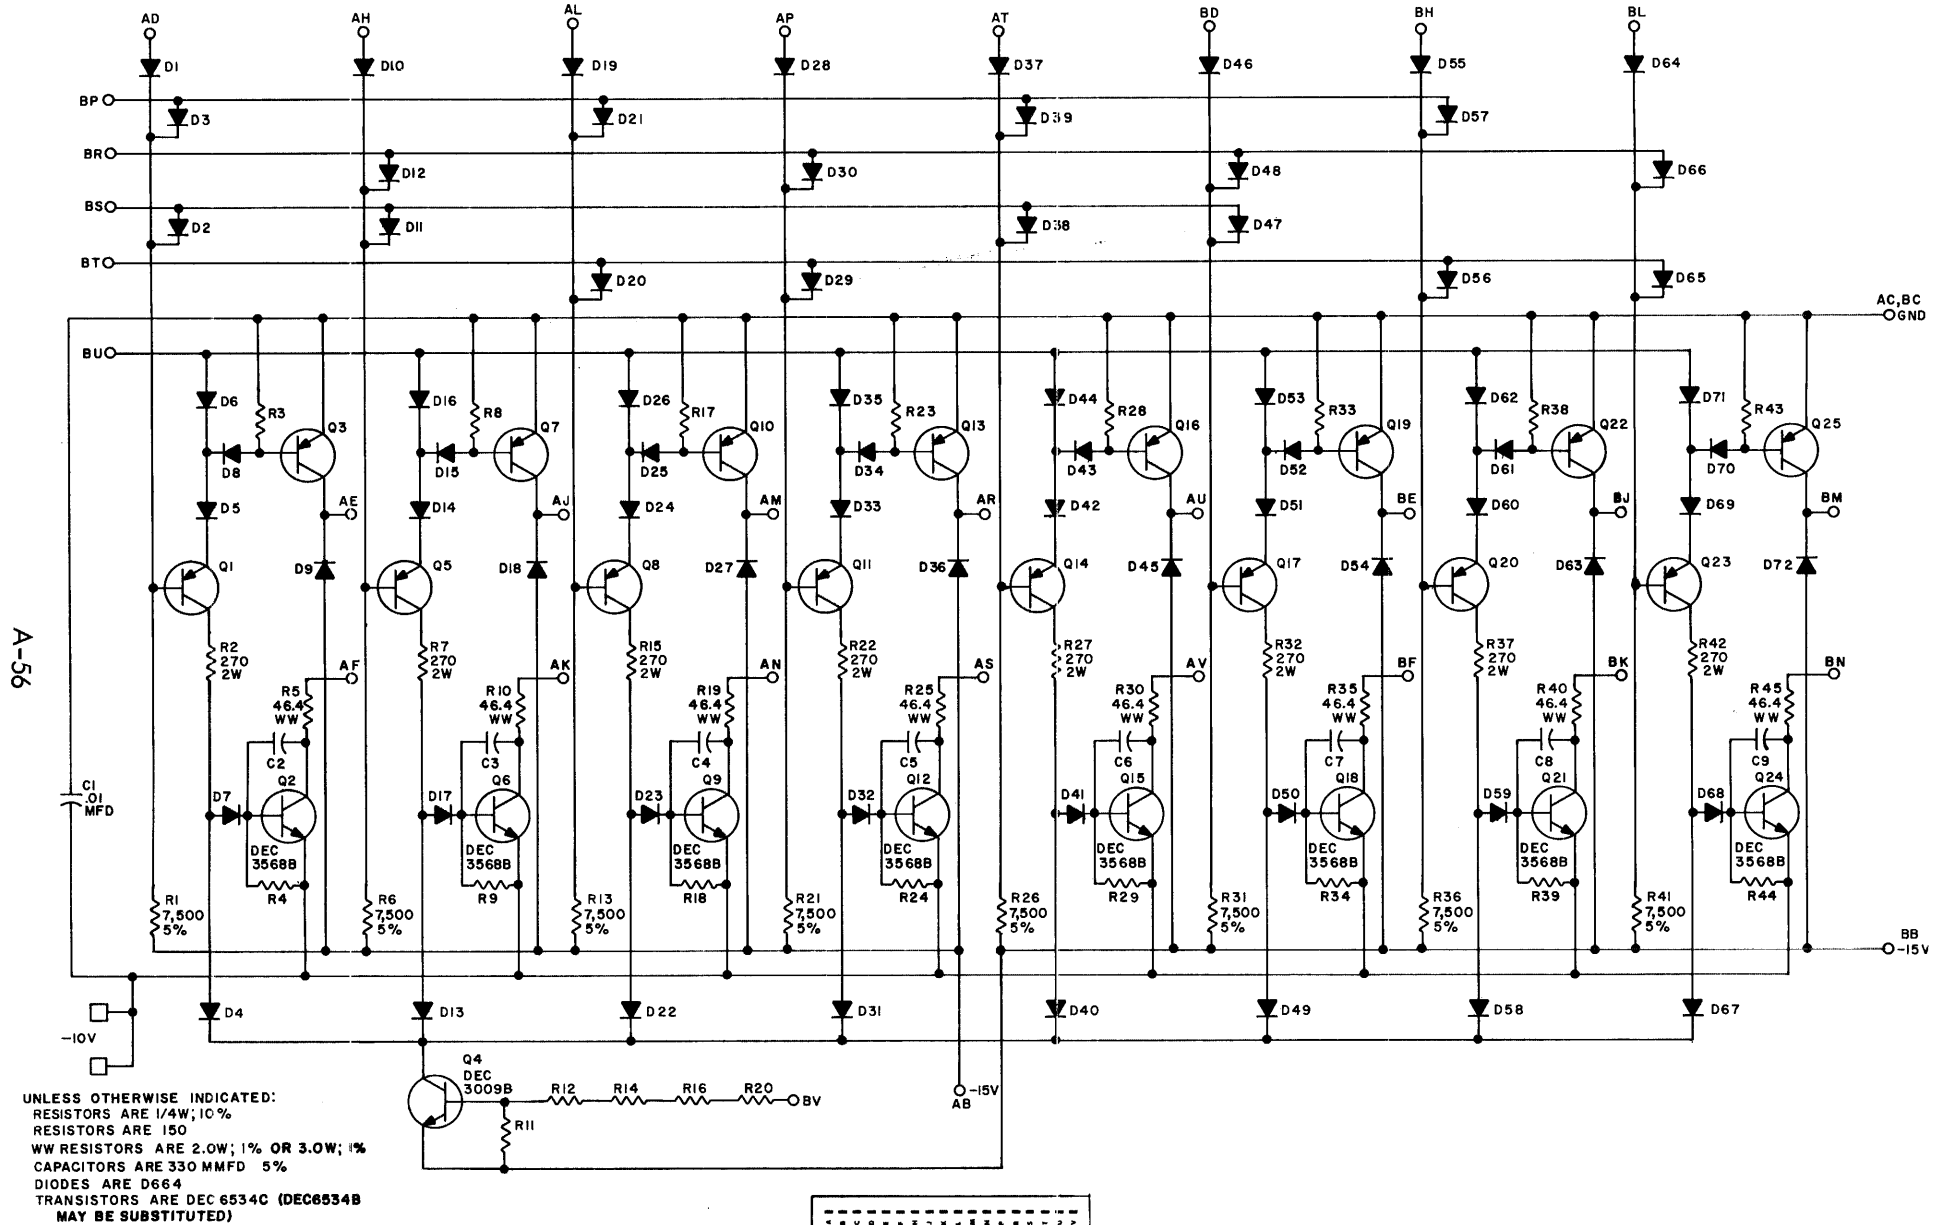 AD AH AL AP AT BD BH BL
D1 D10 D19 D28 D37 D46 D55 D64
BP
D3 D21 D39 D57
BR
D12 D30 D48 D66
BS
D2 D11 D38 D47
BT
D20 D29 D56 D65
AC,BC
GND
BU
D6 D16 D26 D35 D44 D53 D62 D71
R3 R8 R17 R23 R28 R33 R38 R43
Q3 Q7 Q10 Q13 Q16 Q19 Q22 Q25
D8 D15 D25 D34 D43 D52 D61 D70
D5 D14 D24 D33 D42 D51 D60 D69
AE AJ AM AR AU BE BJ BM
Q1 Q5 Q8 Q11 Q14 Q17 Q20 Q23
D9 D18 D27 D36 D45 D54 D63 D72
R2 R7 R15 R22 R27 R32 R37 R42
270 270 270 270 270 270 270 270
2W 2W 2W 2W 2W 2W 2W 2W
AF AK AN AS AV BF BK BN
R5 R10 R19 R25 R30 R35 R40 R45
46.4 46.4 46.4 46.4 46.4 46.4 46.4 46.4
WW WW WW WW WW WW WW WW
C2 C3 C4 C5 C6 C7 C8 C9
Q2 Q6 Q9 Q12 Q15 Q18 Q21 Q24
D7 D17 D23 D32 D41 D50 D59 D68
C1
.01
MFD
DEC DEC DEC DEC DEC DEC DEC DEC
3568B 3568B 3568B 3568B 3568B 3568B 3568B 3568B
R4 R9 R18 R24 R29 R34 R39 R44
R1 R6 R13 R21 R26 R31 R36 R41
7,500 7,500 7,500 7,500 7,500 7,500 7,500 7,500
5% 5% 5% 5% 5% 5% 5% 5%
BB
-15V
D4 D13 D22 D31 D40 D49 D58 D67
-10V
Q4
DEC
3009B
R12 R14 R16 R20 BV
R11
-15V
AB
A-56
UNLESS OTHERWISE INDICATED:
RESISTORS ARE 1/4W; 10%
RESISTORS ARE 150
WW RESISTORS ARE 2.0W; 1% OR 3.0W; 1%
CAPACITORS ARE 330 MMFD 5%
DIODES ARE D664
TRANSISTORS ARE DEC 6534C (DEC6534B
MAY BE SUBSTITUTED)